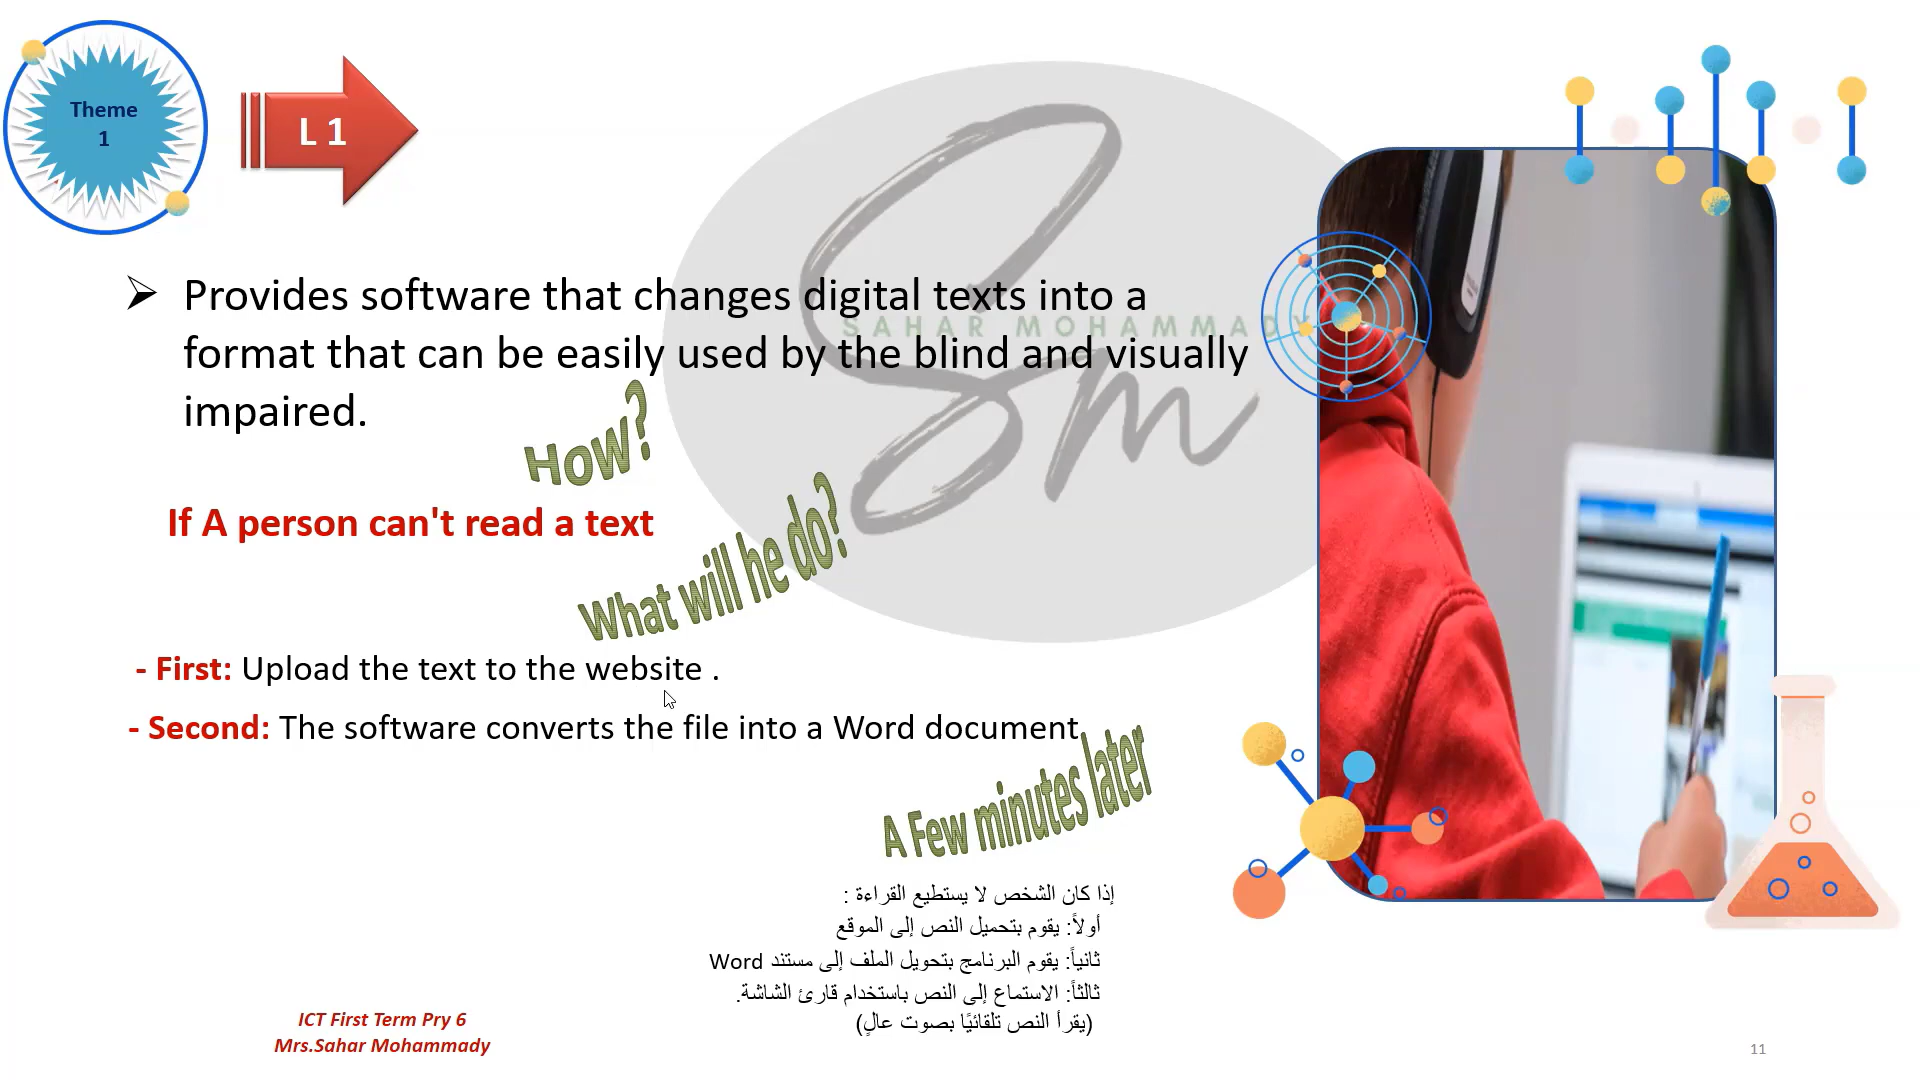 Theme
1
L 1
SAHAR MOHAMMADY
Sm
➢ Provides software that changes digital texts into a
format that can be easily used by the blind and visually
impaired.
How?
If A person can't read a text
What will he do?
- First: Upload the text to the website .
- Second: The software converts the file into a Word document
A Few minutes later
إذا كان الشخص لا يستطيع القراءة :
أولاً: يقوم بتحميل النص إلى الموقع
ثانياً: يقوم البرنامج بتحويل الملف إلى مستند Word
ثالثاً: الاستماع إلى النص باستخدام قارئ الشاشة.
(يقرأ النص تلقائيًا بصوت عالٍ)
ICT First Term Pry 6
Mrs.Sahar Mohammady
11